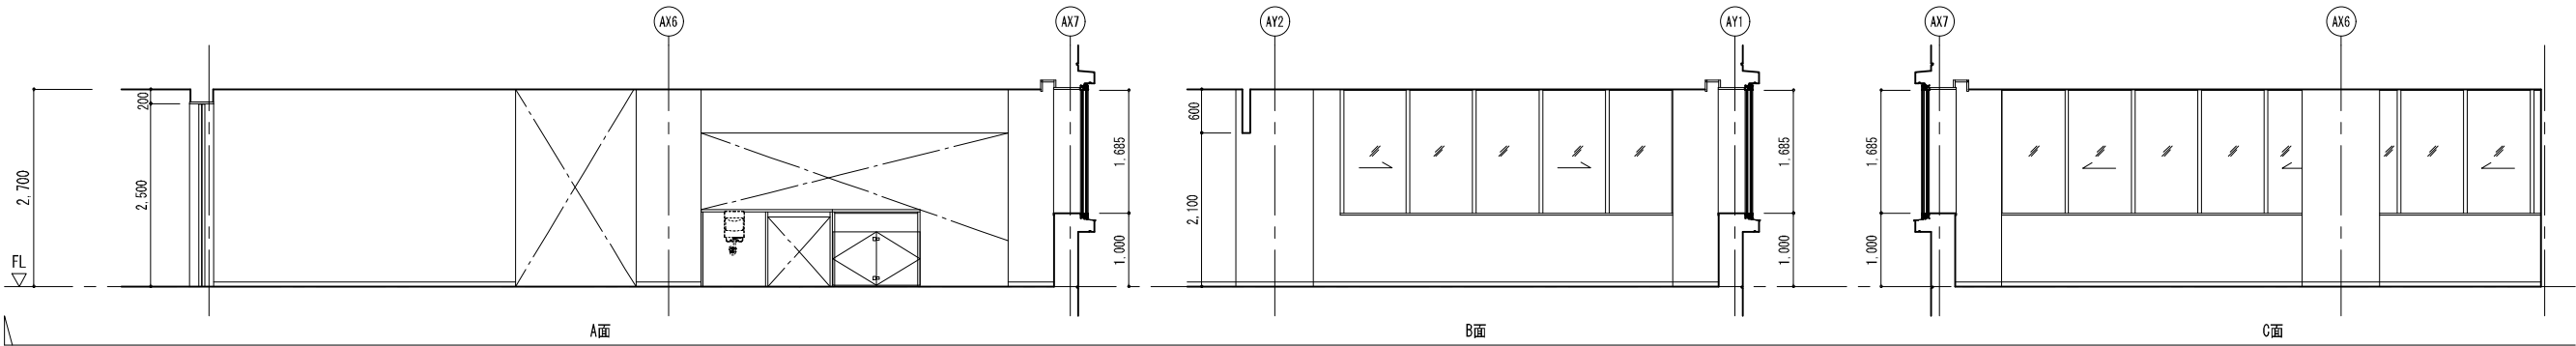 AX6
AX7
AY2
AY1
AX7
AX6
200
2,500
2,700
FL
1,685
1,000
600
2,100
1,685
1,000
1,685
1,000
A面
B面
C面